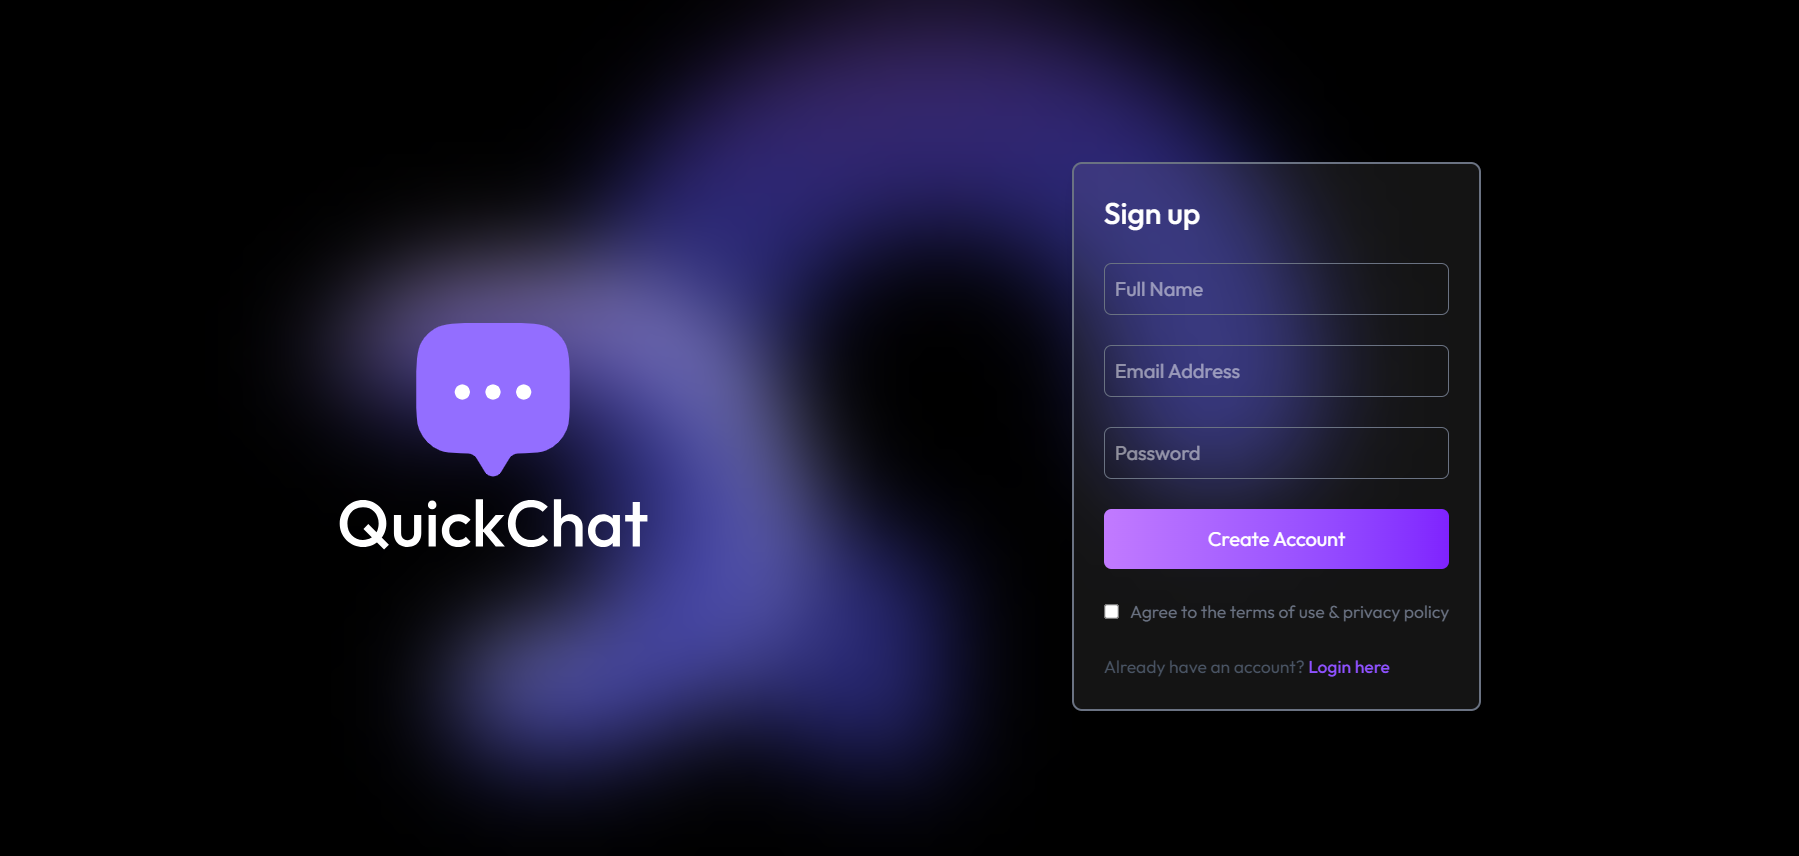 QuickChat
Sign up
Full Name
Email Address
Password
Create Account
Agree to the terms of use & privacy policy
Already have an account? Login here